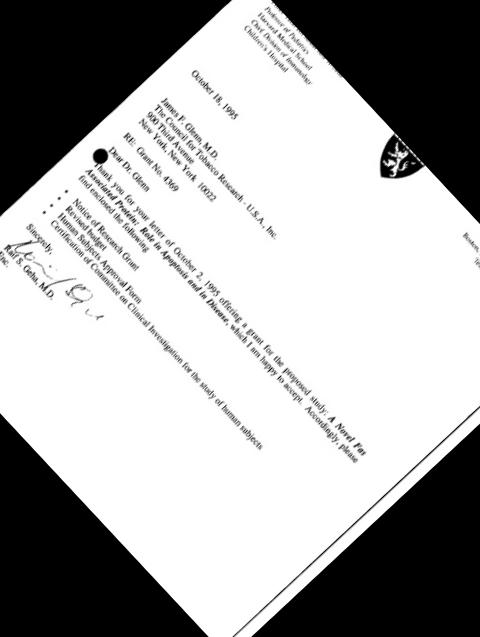 Professor of Pediatrics
Harvard Medical School
Chief, Division of Immunology
Children's Hospital
October 18, 1995
James F. Glenn, M.D.
The Council for Tobacco Research - U.S.A., Inc.
900 Third Avenue
New York, New York 10022
RE: Grant No. 4369
Dear Dr. Glenn
Thank you for your letter of October 2, 1995 offering a grant for the proposed study: A Novel Fas
Associated Protein: Role in Apoptosis and in Disease, which I am happy to accept. Accordingly, please
find enclosed the following
• Notice of Research Grant
• Revised budget
• Human Subjects Approval Form
• Certification of Committee on Clinical Investigation for the study of human subjects
Sincerely,
S. Geha, M.D.
Enc.
Boston,